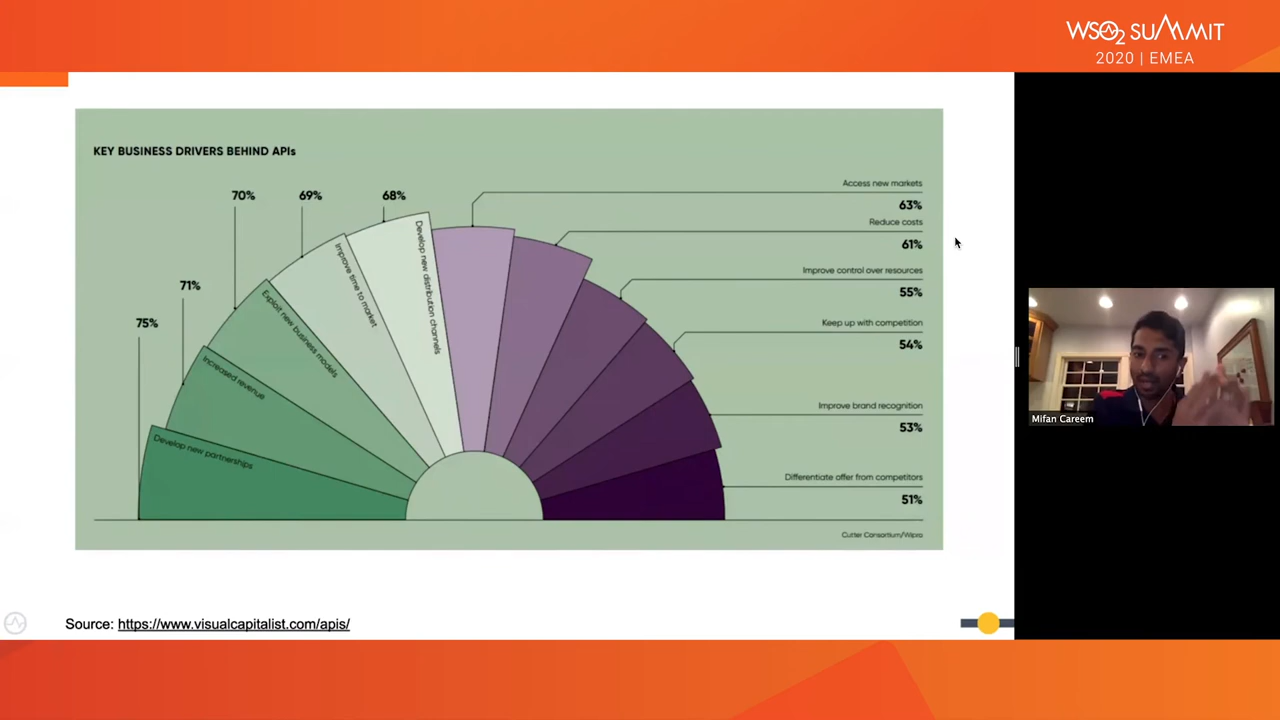 WSO2 SUMMIT
2020 | EMEA
KEY BUSINESS DRIVERS BEHIND APIs
75%
Develop new partnerships
71%
Increased revenue
70%
Exploit new business models
69%
Improve time to market
68%
Develop new distribution channels
Access new markets
63%
Reduce costs
61%
Improve control over resources
55%
Keep up with competition
54%
Improve brand recognition
53%
Differentiate offer from competitors
51%
Cutter Consortium/Wipro
Source: https://www.visualcapitalist.com/apis/
Mifan Careem